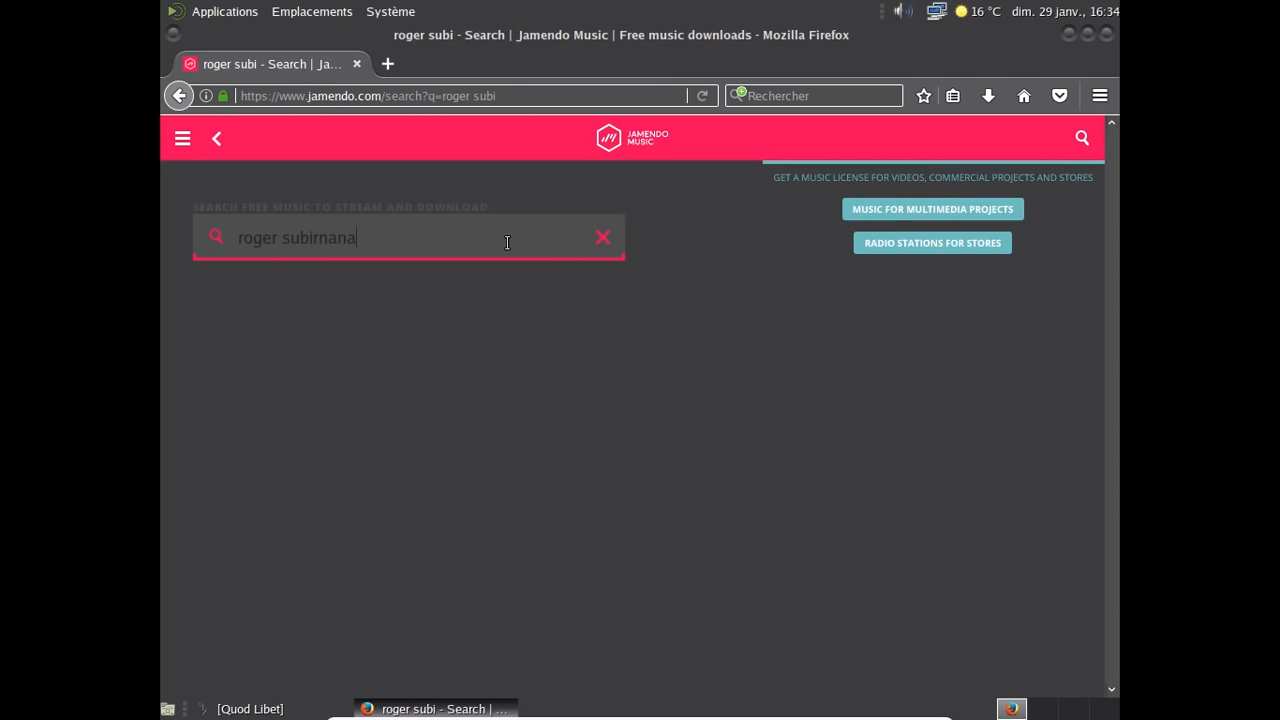 Applications Emplacements Système 16 °C dim. 29 janv., 16:34
roger subi - Search | Jamendo Music | Free music downloads - Mozilla Firefox
roger subi - Search | Ja...
https://www.jamendo.com/search?q=roger subi Rechercher
JAMENDO
MUSIC
GET A MUSIC LICENSE FOR VIDEOS, COMMERCIAL PROJECTS AND STORES
SEARCH FREE MUSIC TO STREAM AND DOWNLOAD
MUSIC FOR MULTIMEDIA PROJECTS
roger subirnana
RADIO STATIONS FOR STORES
[Quod Libet] roger subi - Search | ...